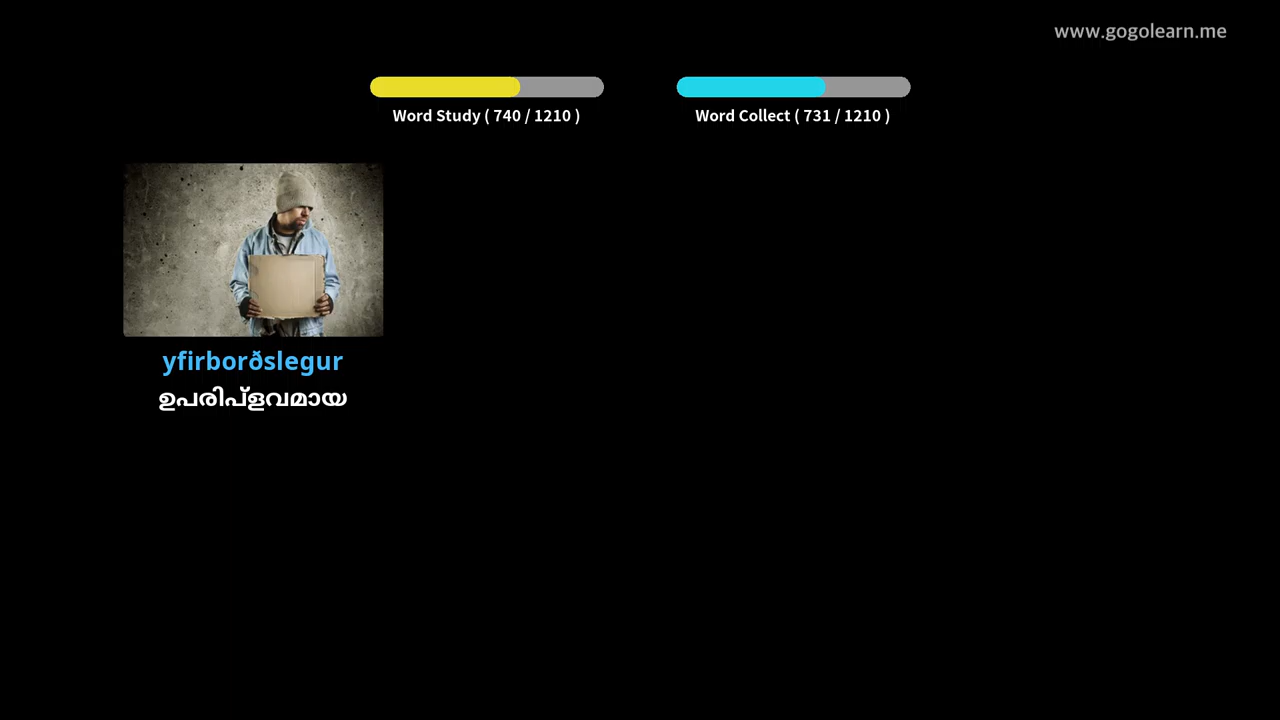 www.gogolearn.me
Word Study ( 740 / 1210 )
Word Collect ( 731 / 1210 )
yfirborðslegur
ഉപരിപ്ളവമായ